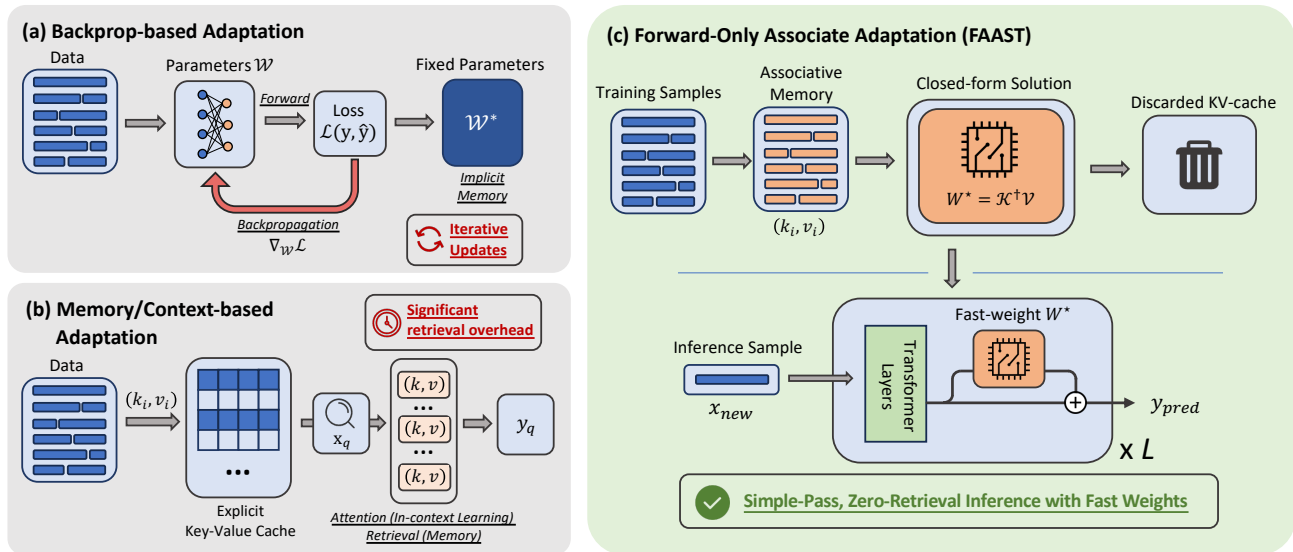 (a) Backprop-based Adaptation
Data
Parameters 𝒲
Forward
Loss
ℒ(y, ŷ)
Fixed Parameters
𝒲*
Implicit
Memory
Backpropagation
∇𝒲ℒ
Iterative
Updates
(b) Memory/Context-based
Adaptation
Significant
retrieval overhead
Data
(kᵢ, vᵢ)
...
Explicit
Key-Value Cache
x_q
(k, v)
...
(k, v)
...
(k, v)
Attention (In-context Learning)
Retrieval (Memory)
y_q
(c) Forward-Only Associate Adaptation (FAAST)
Training Samples
Associative
Memory
(kᵢ, vᵢ)
Closed-form Solution
W⋆ = 𝒦†𝒱
Discarded KV-cache
Inference Sample
x_new
Transformer
Layers
Fast-weight W⋆
+
y_pred
x L
Simple-Pass, Zero-Retrieval Inference with Fast Weights